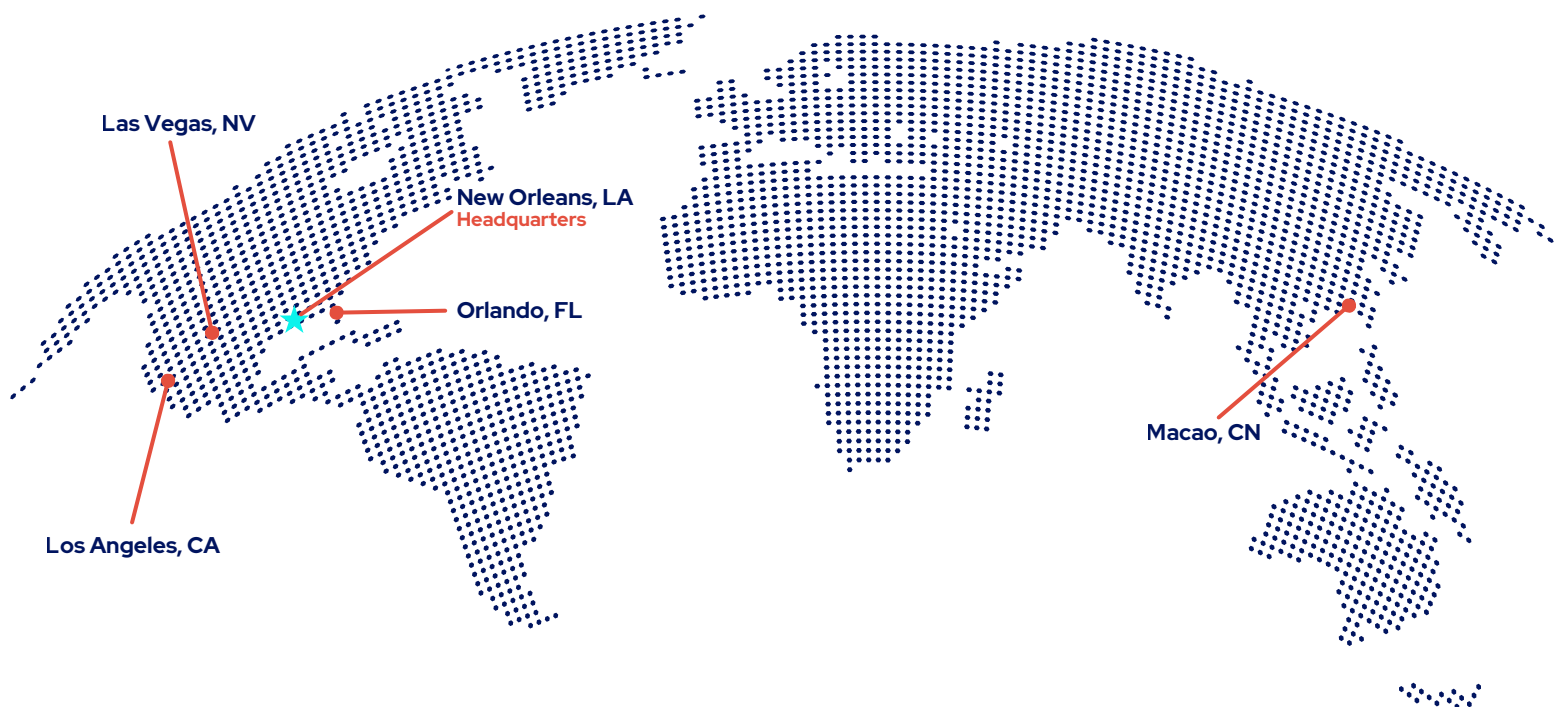 Las Vegas, NV
New Orleans, LA
Headquarters
Orlando, FL
Macao, CN
Los Angeles, CA